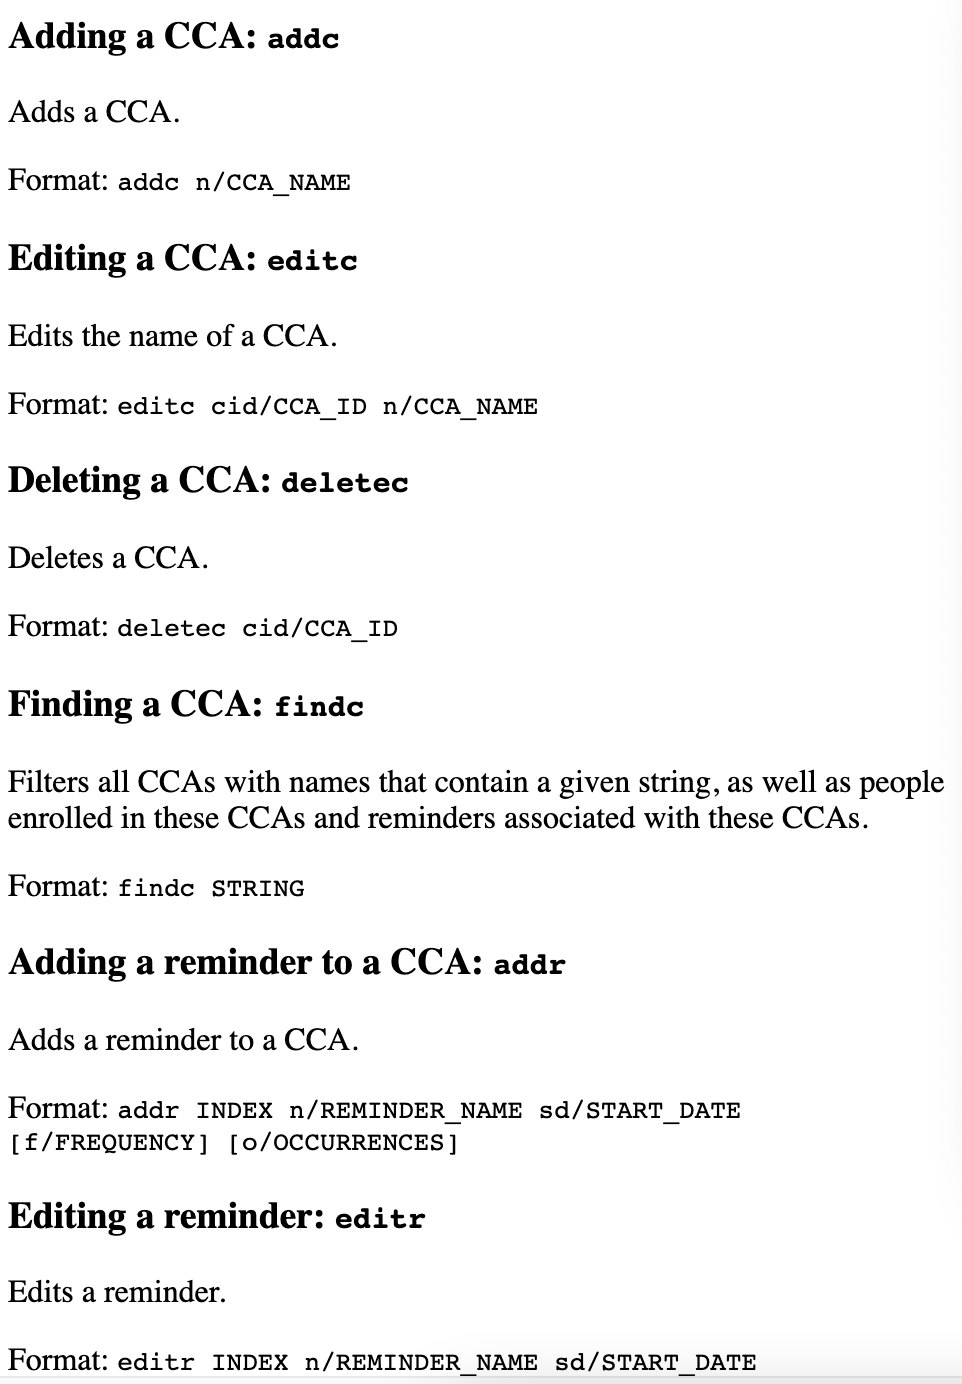 Adding a CCA: addc
Adds a CCA.
Format: addc n/CCA_NAME
Editing a CCA: editc
Edits the name of a CCA.
Format: editc cid/CCA_ID n/CCA_NAME
Deleting a CCA: deletec
Deletes a CCA.
Format: deletec cid/CCA_ID
Finding a CCA: findc
Filters all CCAs with names that contain a given string, as well as people
enrolled in these CCAs and reminders associated with these CCAs.
Format: findc STRING
Adding a reminder to a CCA: addr
Adds a reminder to a CCA.
Format: addr INDEX n/REMINDER_NAME sd/START_DATE
[f/FREQUENCY] [o/OCCURRENCES]
Editing a reminder: editr
Edits a reminder.
Format: editr INDEX n/REMINDER_NAME sd/START_DATE